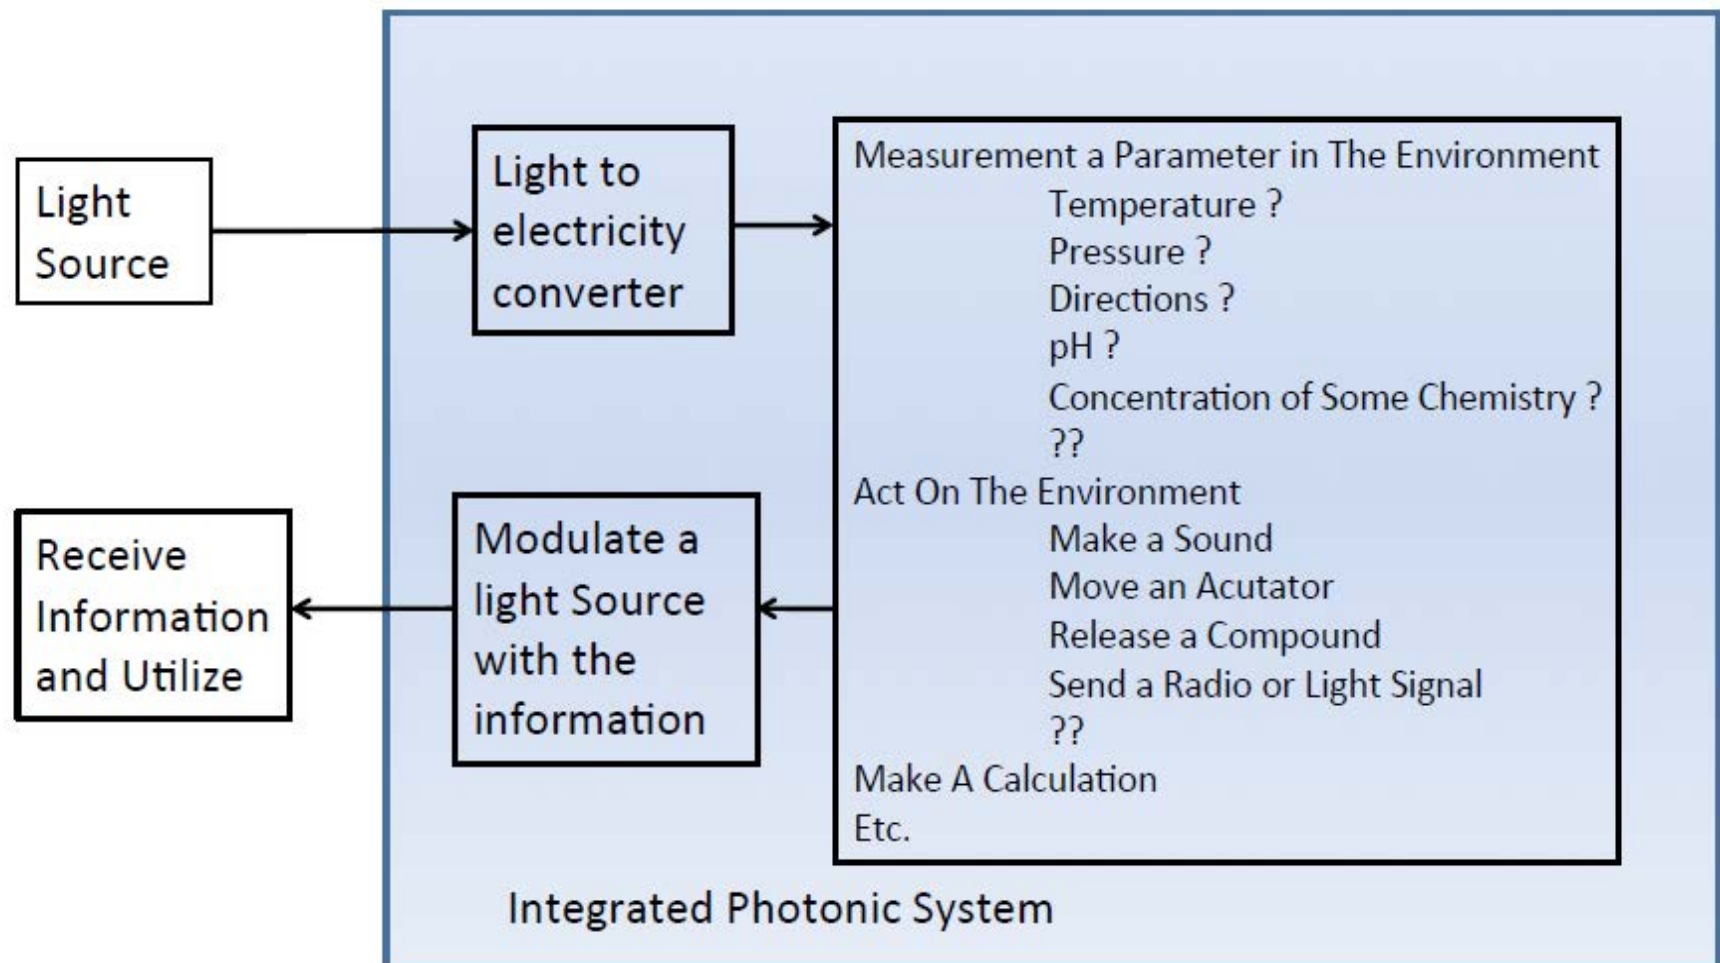 Light
Source
Light to
electricity
converter
Measurement a Parameter in The Environment
Temperature ?
Pressure ?
Directions ?
pH ?
Concentration of Some Chemistry ?
??
Act On The Environment
Make a Sound
Move an Acutator
Release a Compound
Send a Radio or Light Signal
??
Make A Calculation
Etc.
Modulate a
light Source
with the
information
Receive
Information
and Utilize
Integrated Photonic System